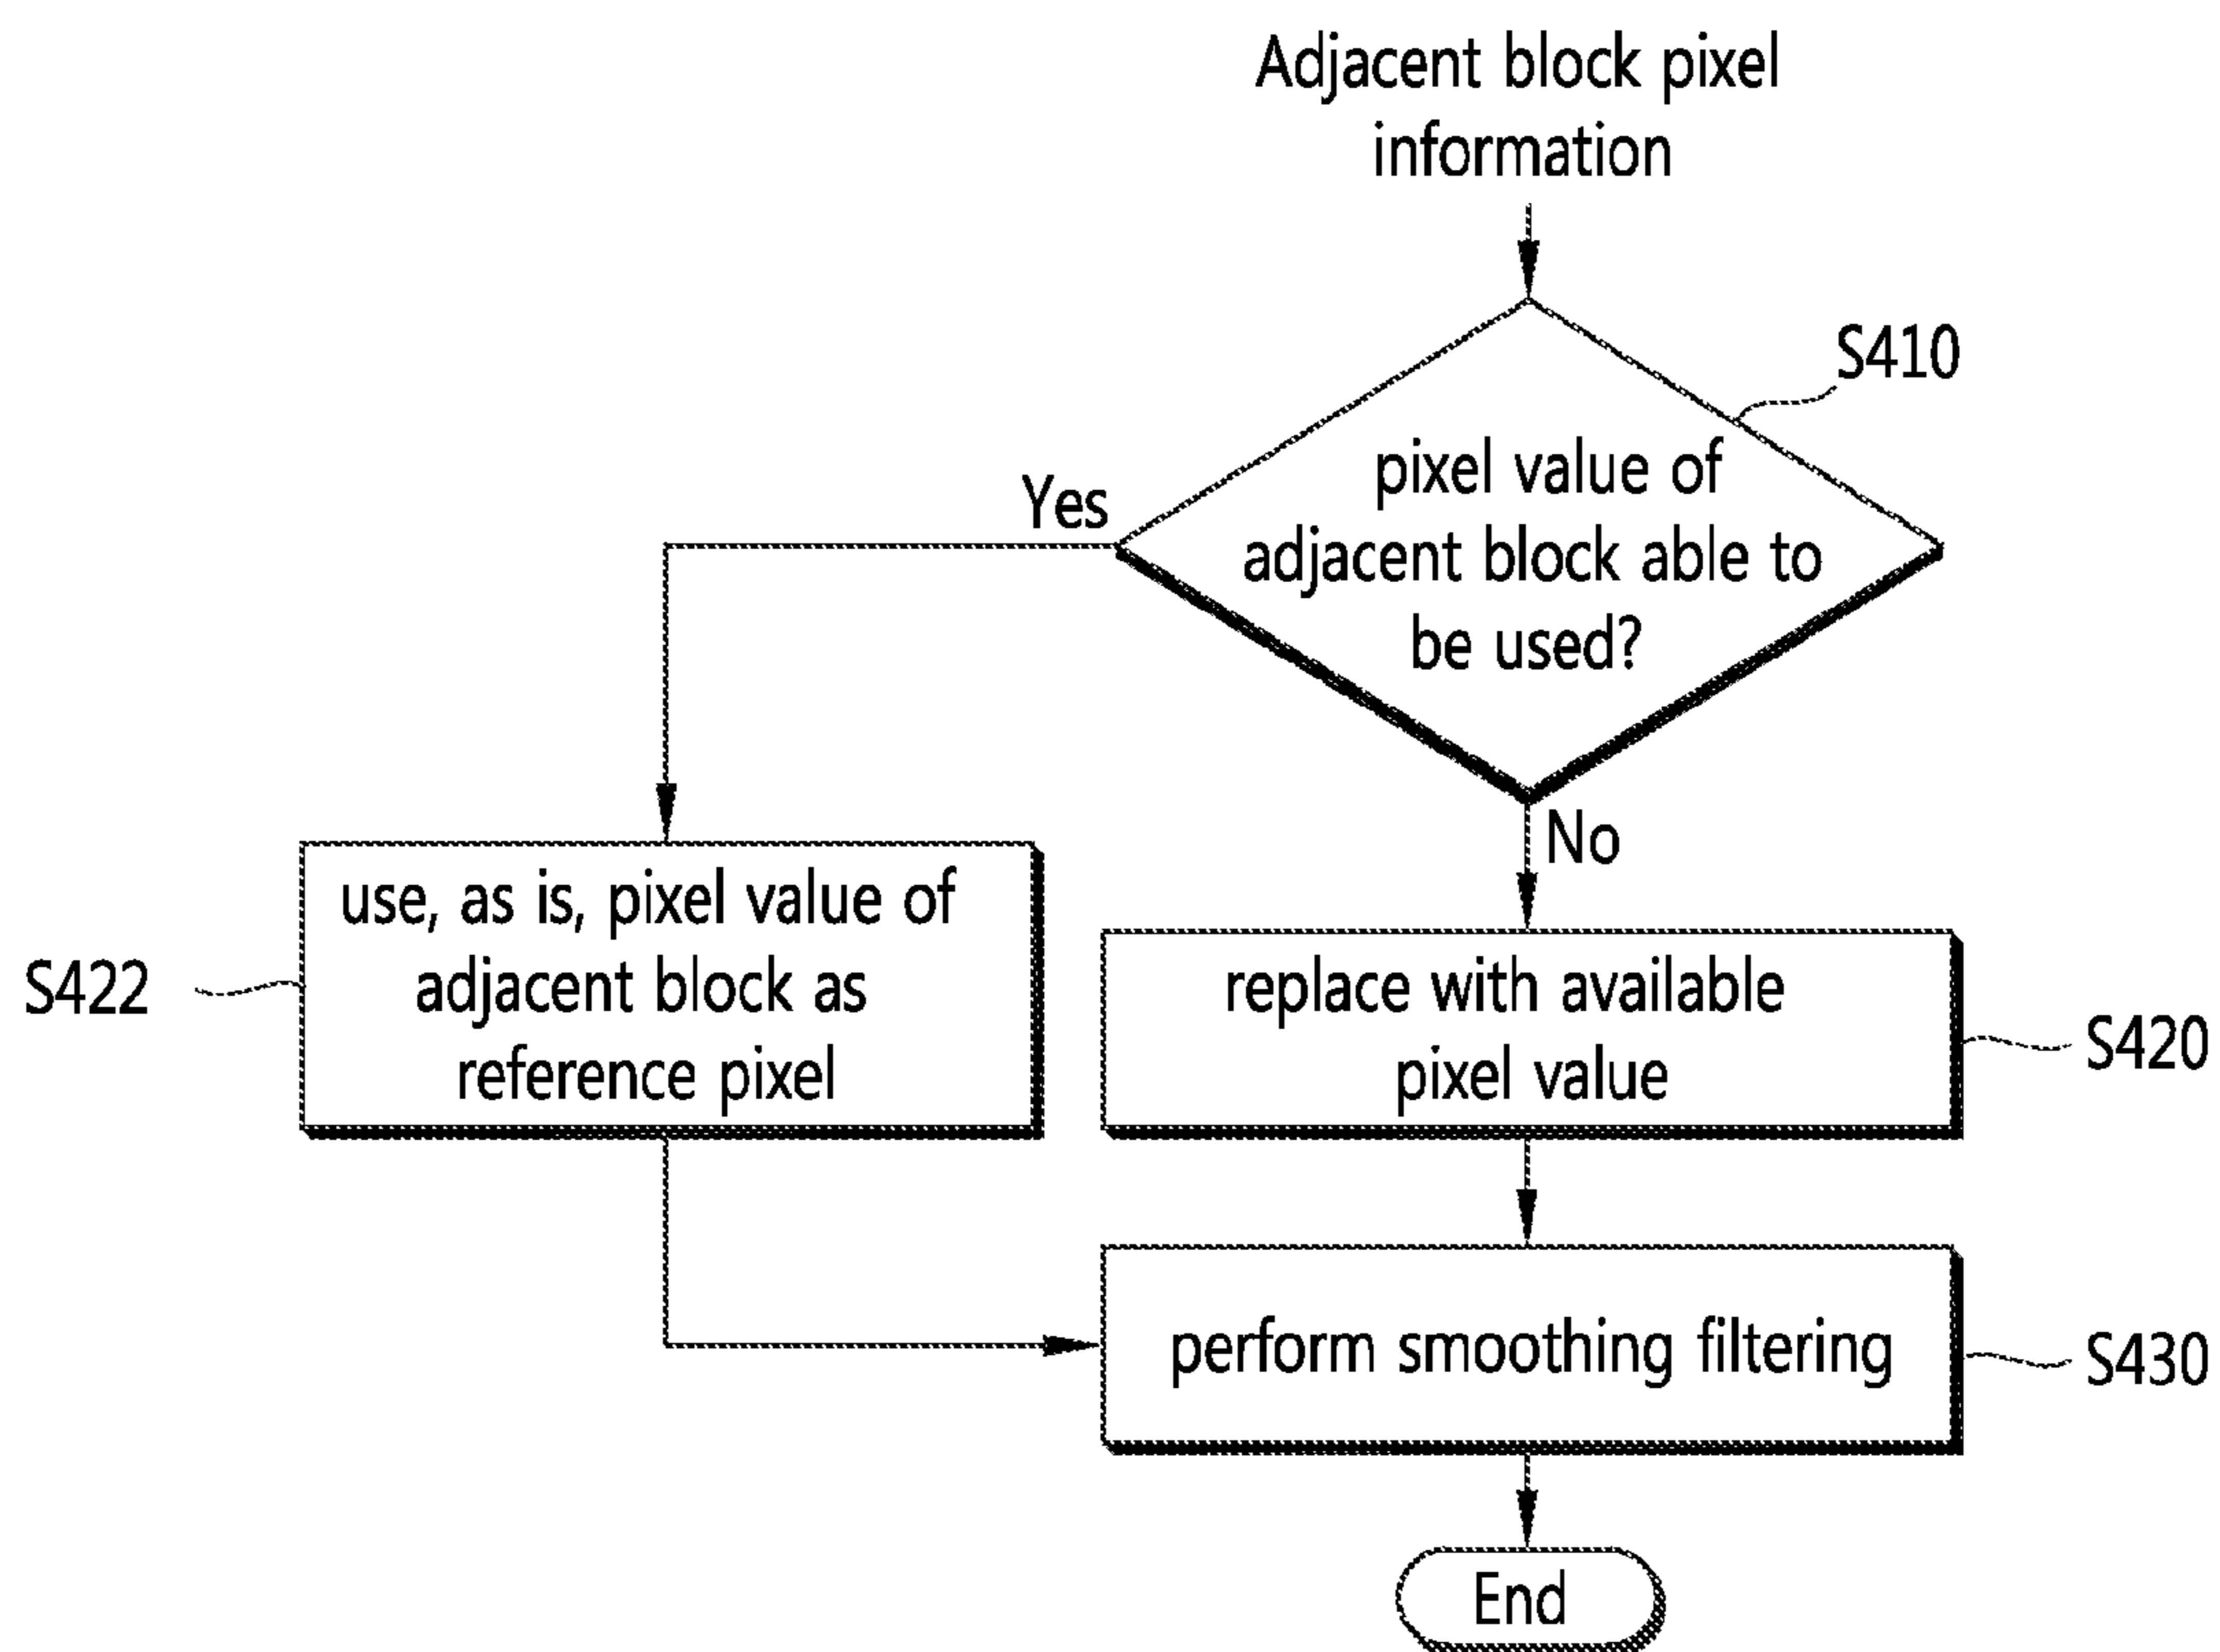 Adjacent block pixel
information
S410
pixel value of
adjacent block able to
be used?
Yes
No
use, as is, pixel value of
adjacent block as
reference pixel
S422
replace with available
pixel value
S420
perform smoothing filtering
S430
End